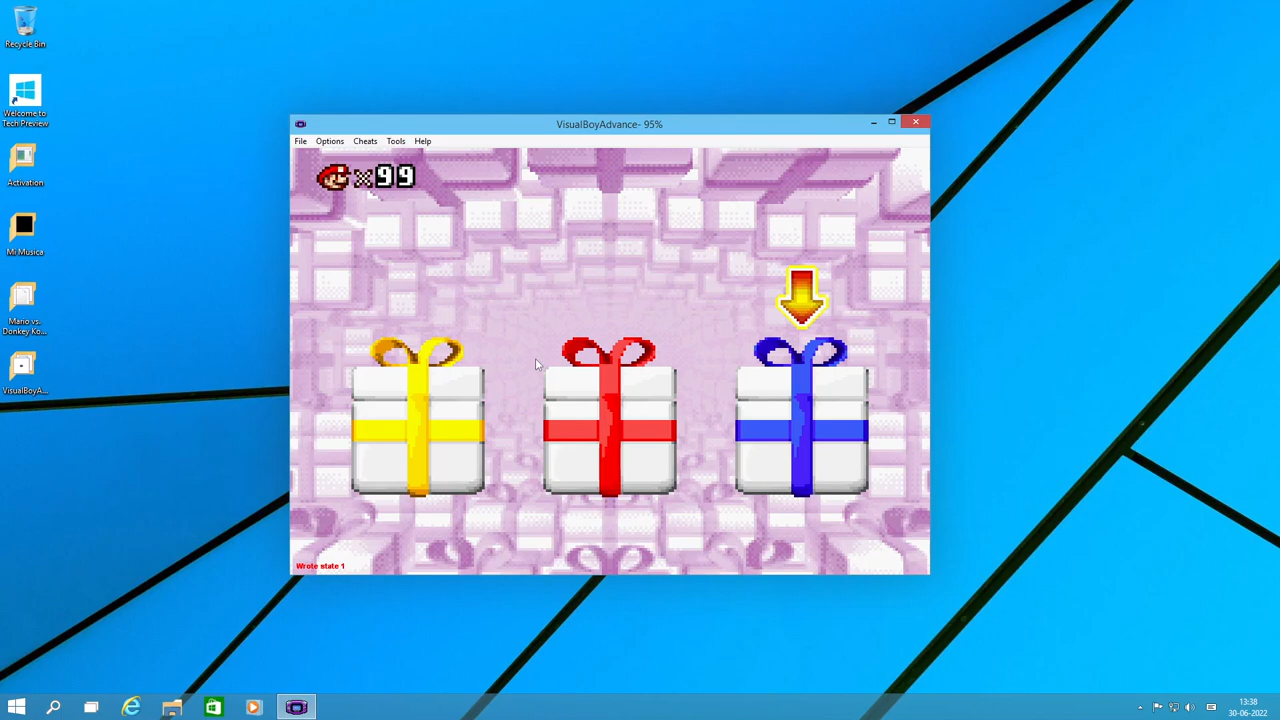 Recycle Bin
Welcome to
Tech Preview
Activation
Mi Musica
Mario vs.
Donkey Ko...
VisualBoyA...
VisualBoyAdvance- 95%
File Options Cheats Tools Help
×99
Wrote state 1
13:38
30-06-2022